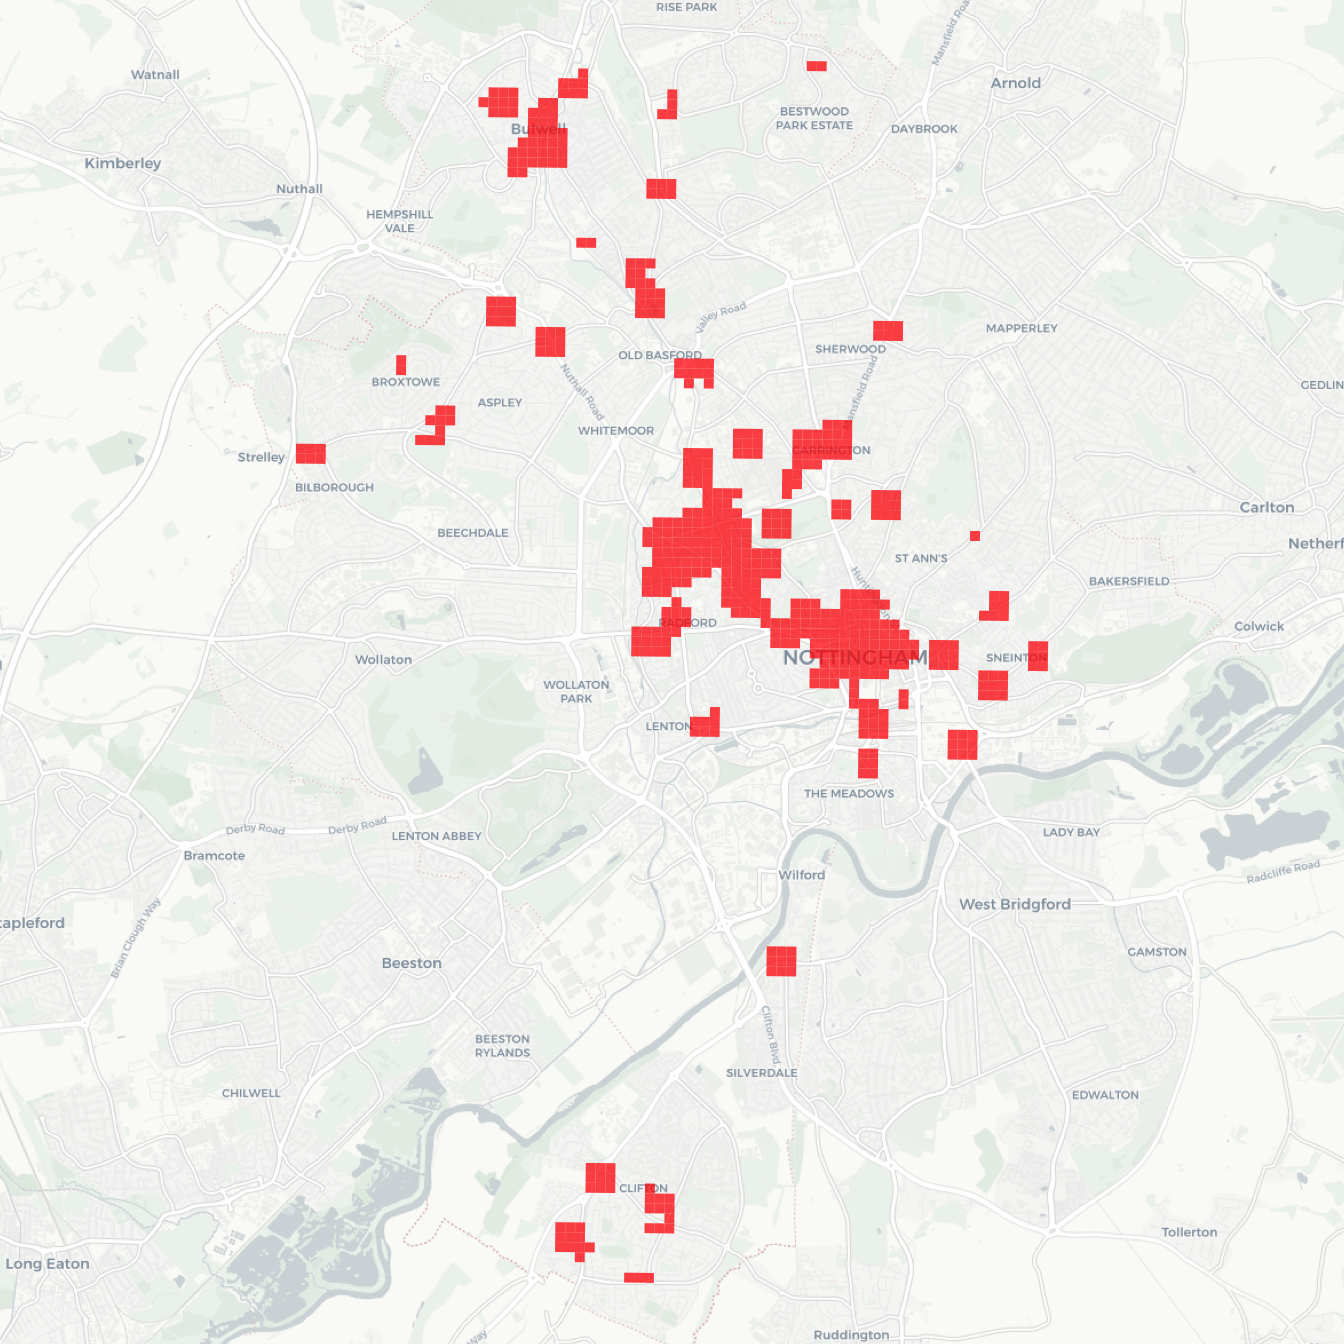 RISE PARK
Mansfield Roa
Watnall
Arnold
BESTWOOD
PARK ESTATE
Bulwell
DAYBROOK
Kimberley
Nuthall
HEMPSHILL
VALE
Valley Road
MAPPERLEY
SHERWOOD
OLD BASFORD
BROXTOWE
GEDLIN
Nuthall Road
ASPLEY
ansfield Road
WHITEMOOR
CARRINGTON
Strelley
BILBOROUGH
Carlton
BEECHDALE
Netherf
ST ANN'S
BAKERSFIELD
RADFORD
Colwick
NOTTINGHAM
SNEINTON
Wollaton
WOLLATON
PARK
LENTON
THE MEADOWS
Derby Road
Derby Road
LENTON ABBEY
LADY BAY
Bramcote
Radcliffe Road
Wilford
West Bridgford
tapleford
Brian Clough Way
GAMSTON
Beeston
Clifton Blvd
BEESTON
RYLANDS
SILVERDALE
CHILWELL
EDWALTON
CLIFTON
Tollerton
Long Eaton
Way
Ruddington